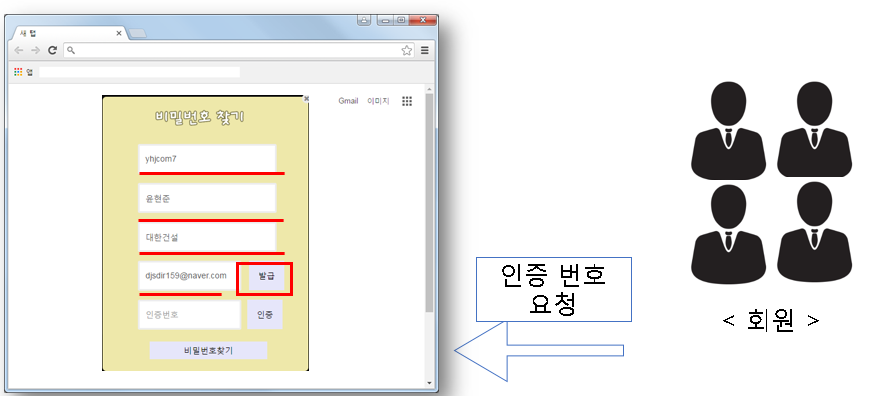 새 탭
앱
Gmail 이미지
비밀번호 찾기
yhjcom7
윤현준
대한건설
djsdir159@naver.com 발급
인증번호 인증
비밀번호찾기
인증 번호
요청
< 회원 >